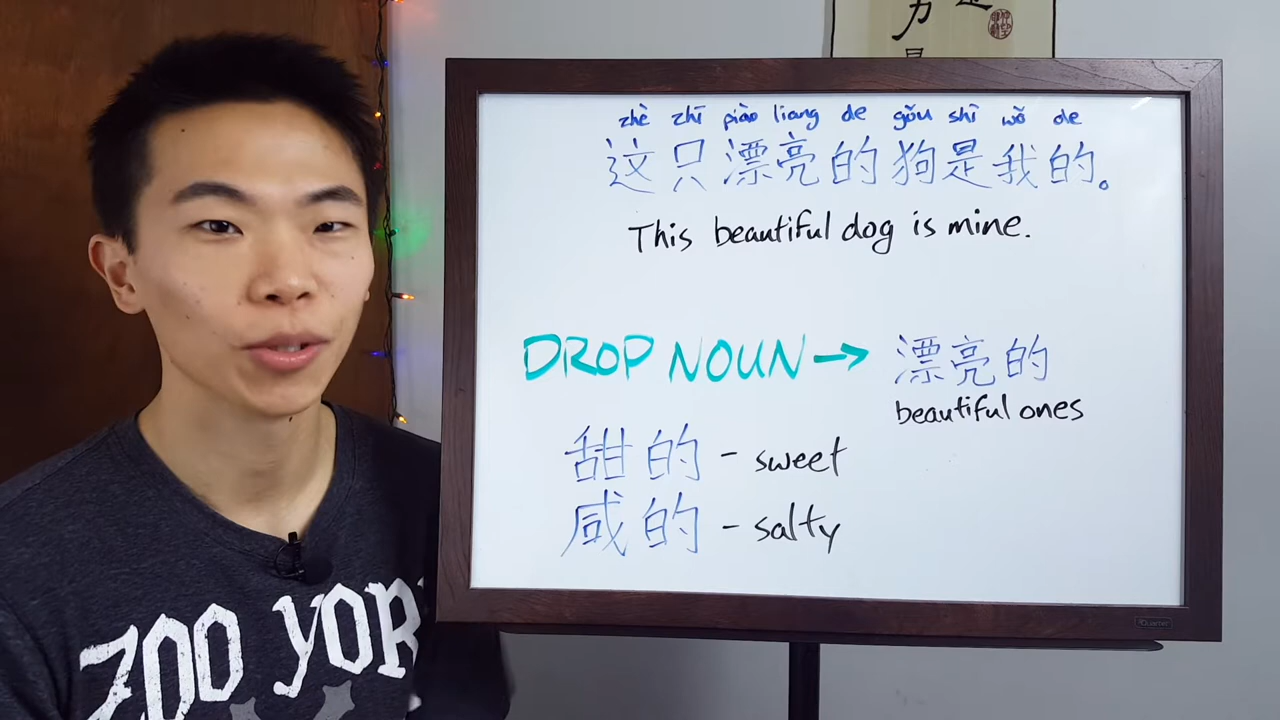 zhè zhī piào liang de gǒu shì wǒ de
这只漂亮的狗是我的。
This beautiful dog is mine.
DROP NOUN → 漂亮的
beautiful ones
甜的 - sweet
咸的 - salty
ZOO YOR